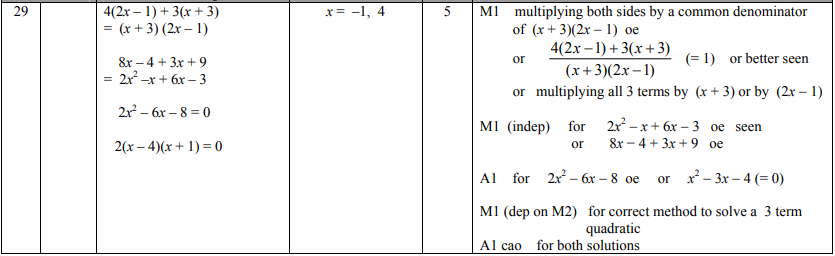 29
4(2x – 1) + 3(x + 3)
= (x + 3) (2x – 1)
8x – 4 + 3x + 9
= 2x² –x + 6x – 3
2x² – 6x – 8 = 0
2(x – 4)(x + 1) = 0
x = –1, 4
5
M1 multiplying both sides by a common denominator
of (x + 3)(2x – 1) oe
or 4(2x – 1) + 3(x + 3) / (x + 3)(2x – 1) (= 1) or better seen
or multiplying all 3 terms by (x + 3) or by (2x – 1)
M1 (indep) for 2x² – x + 6x – 3 oe seen
or 8x – 4 + 3x + 9 oe
A1 for 2x² – 6x – 8 oe or x² – 3x – 4 (= 0)
M1 (dep on M2) for correct method to solve a 3 term
quadratic
A1 cao for both solutions